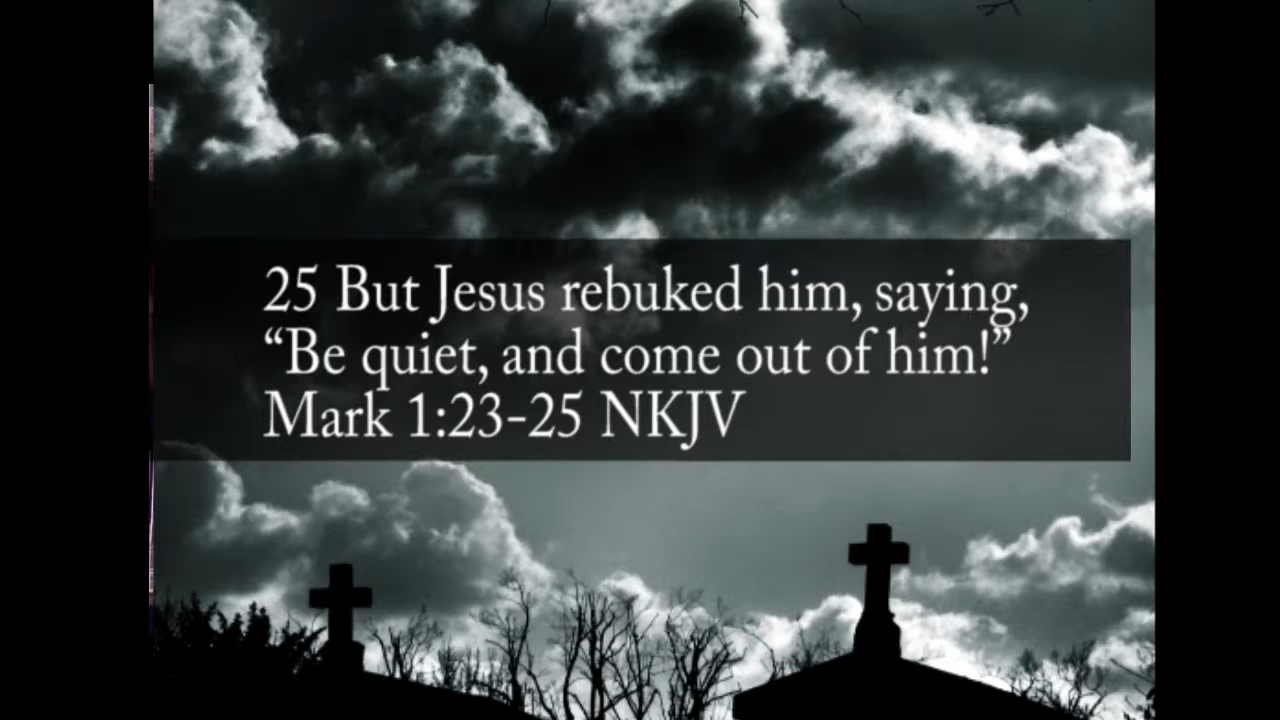 25 But Jesus rebuked him, saying,
“Be quiet, and come out of him!”
Mark 1:23-25 NKJV